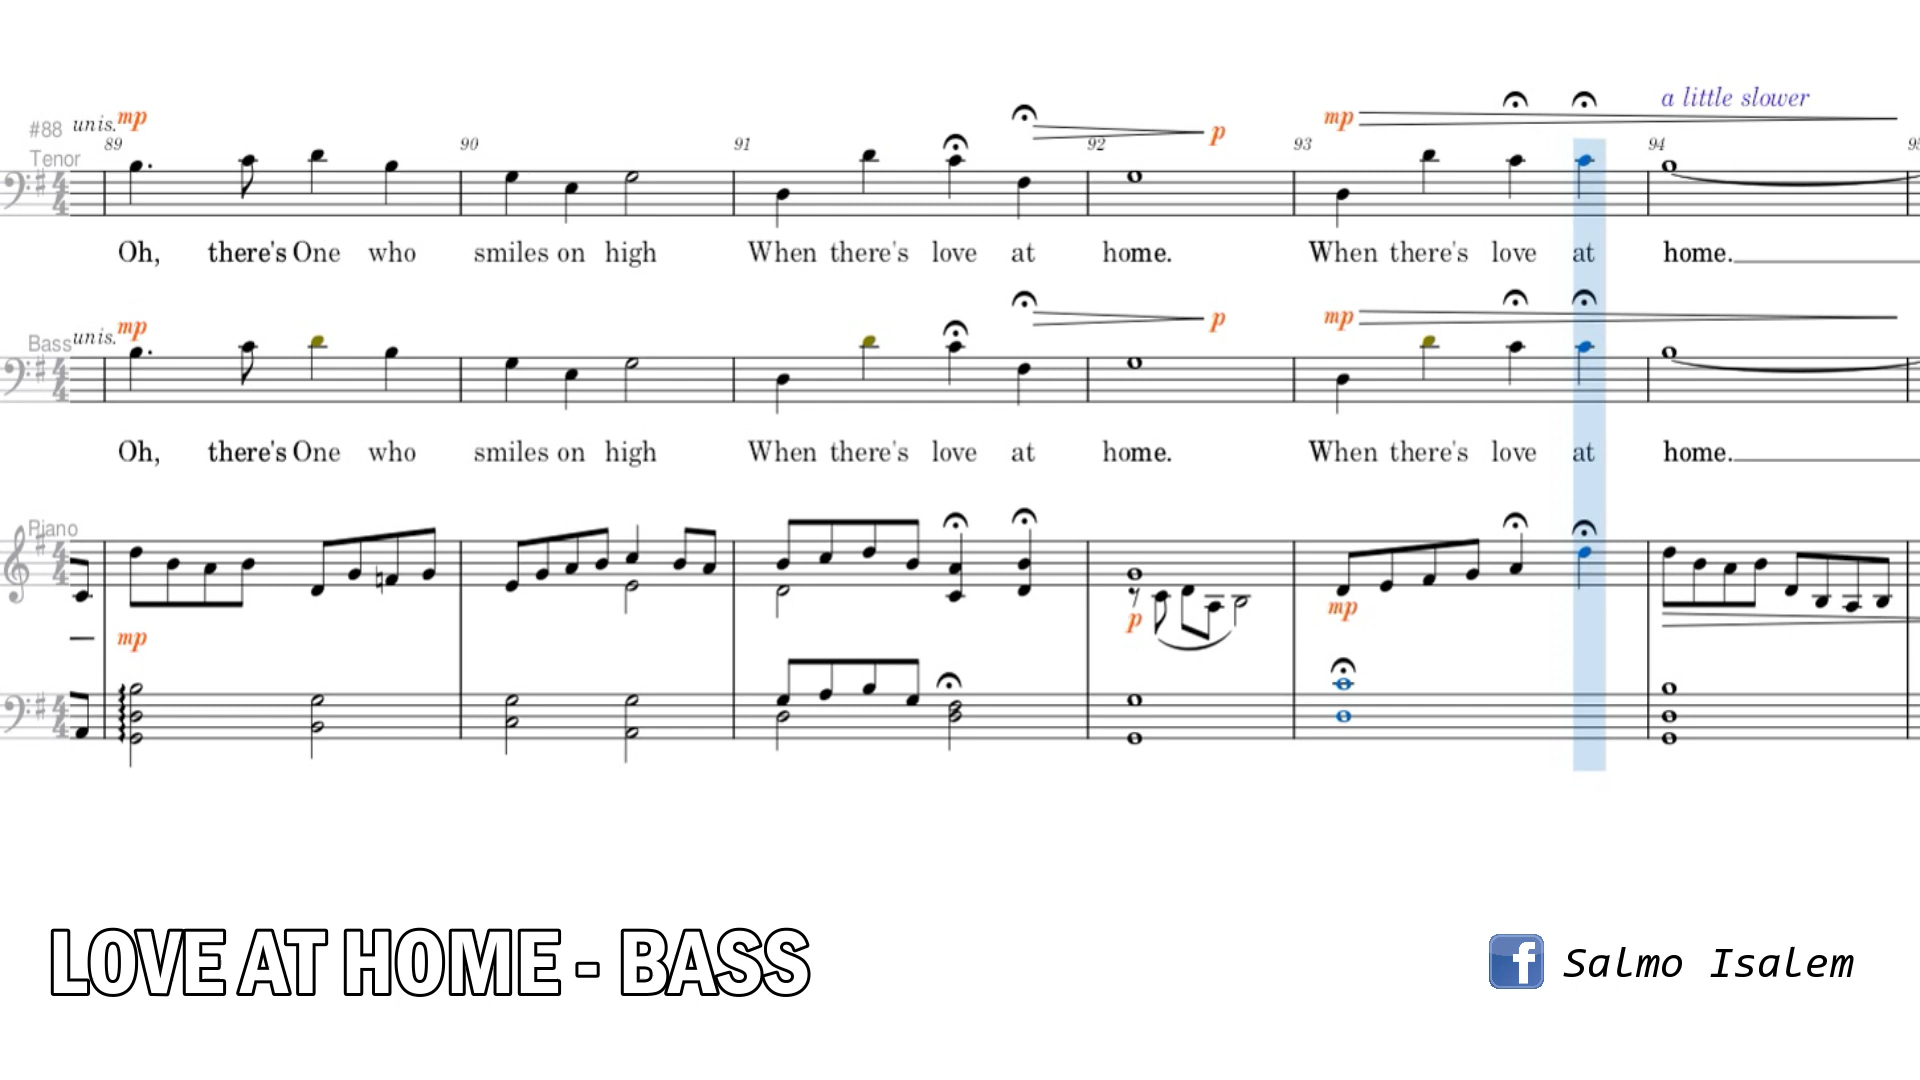 a little slower
#88 unis. mp mp
p
89 90 91 92 93 94
Tenor
Oh, there's One who smiles on high When there's love at home. When there's love at home.
unis. mp p mp
Bass
Oh, there's One who smiles on high When there's love at home. When there's love at home.
Piano
mp p mp
LOVE AT HOME - BASS
f Salmo Isalem